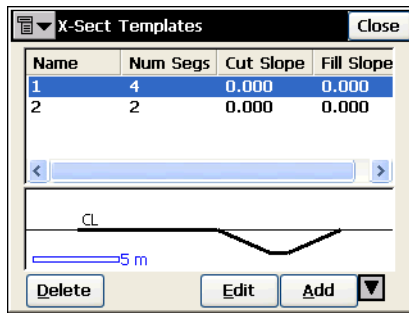 X-Sect Templates Close
Name Num Segs Cut Slope Fill Slope
1 4 0.000 0.000
2 2 0.000 0.000
CL
5 m
Delete Edit Add